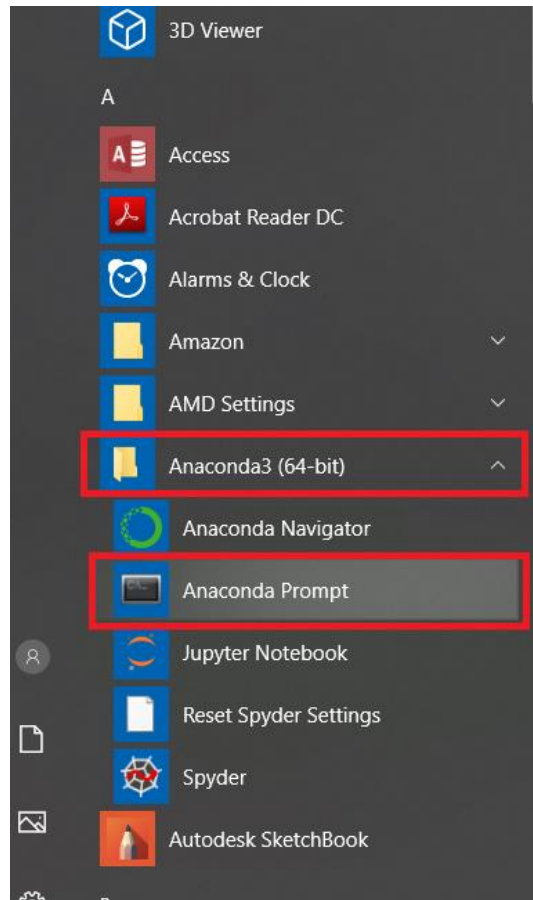 3D Viewer
A
Access
Acrobat Reader DC
Alarms & Clock
Amazon
AMD Settings
Anaconda3 (64-bit)
Anaconda Navigator
Anaconda Prompt
Jupyter Notebook
Reset Spyder Settings
Spyder
Autodesk SketchBook